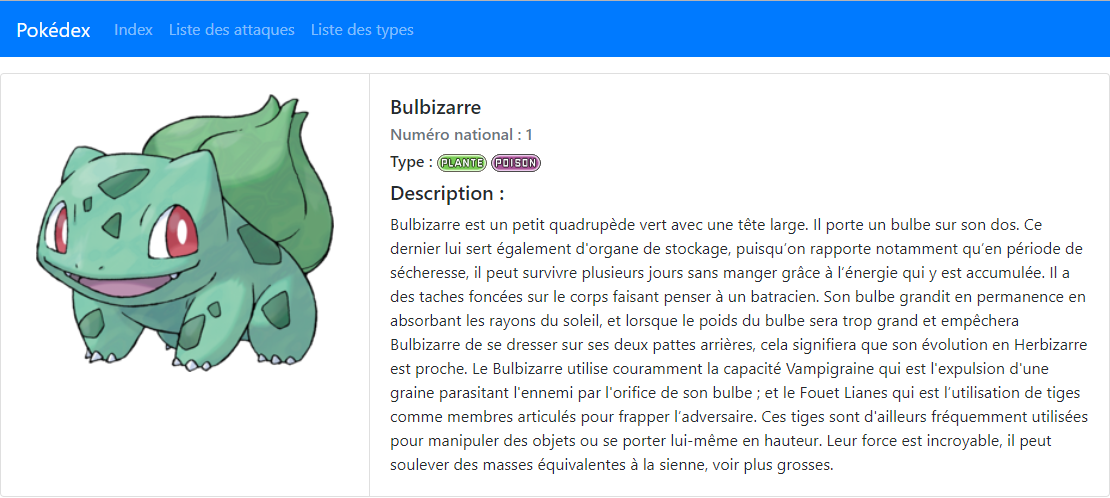 Pokédex Index Liste des attaques Liste des types
Bulbizarre
Numéro national : 1
Type : PLANTE POISON
Description :
Bulbizarre est un petit quadrupède vert avec une tête large. Il porte un bulbe sur son dos. Ce
dernier lui sert également d'organe de stockage, puisqu'on rapporte notamment qu'en période de
sécheresse, il peut survivre plusieurs jours sans manger grâce à l'énergie qui y est accumulée. Il a
des taches foncées sur le corps faisant penser à un batracien. Son bulbe grandit en permanence en
absorbant les rayons du soleil, et lorsque le poids du bulbe sera trop grand et empêchera
Bulbizarre de se dresser sur ses deux pattes arrières, cela signifiera que son évolution en Herbizarre
est proche. Le Bulbizarre utilise couramment la capacité Vampigraine qui est l'expulsion d'une
graine parasitant l'ennemi par l'orifice de son bulbe ; et le Fouet Lianes qui est l'utilisation de tiges
comme membres articulés pour frapper l'adversaire. Ces tiges sont d'ailleurs fréquemment utilisées
pour manipuler des objets ou se porter lui-même en hauteur. Leur force est incroyable, il peut
soulever des masses équivalentes à la sienne, voir plus grosses.